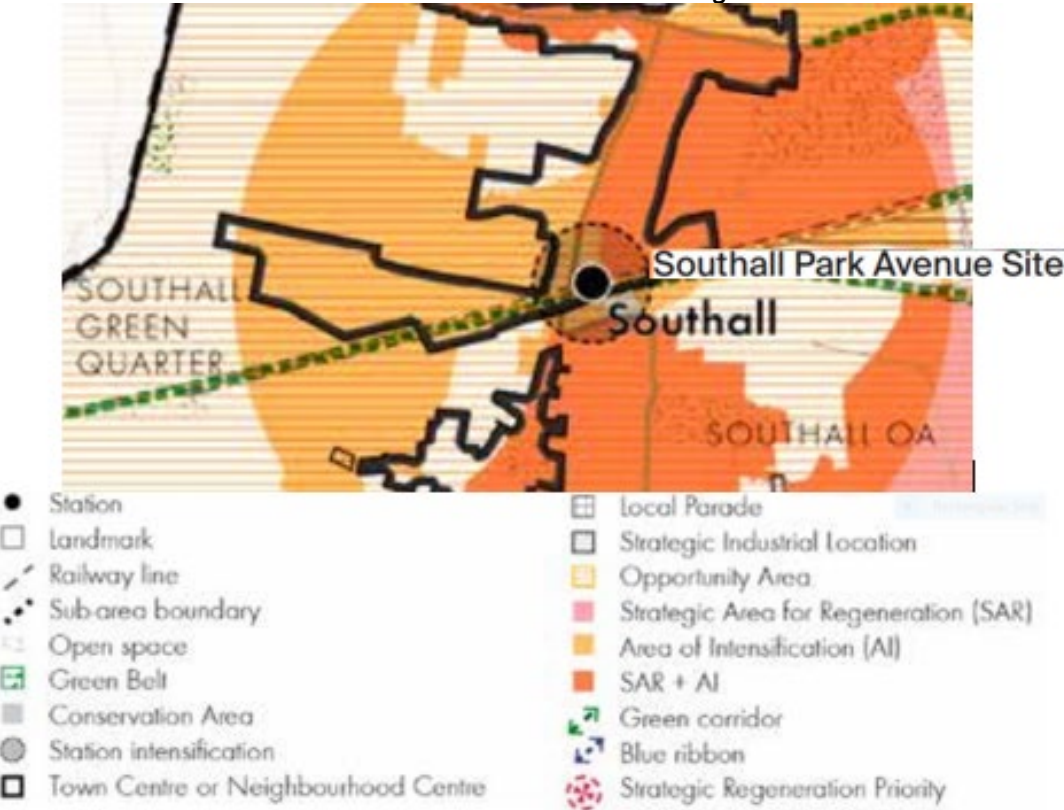 Southall Park Avenue Site
SOUTHALL
GREEN
QUARTER
Southall
SOUTHALL OA
Station
Landmark
Railway line
Sub-area boundary
Open space
Green Belt
Conservation Area
Station intensification
Town Centre or Neighbourhood Centre
Local Parade
Strategic Industrial Location
Opportunity Area
Strategic Area for Regeneration (SAR)
Area of Intensification (AI)
SAR + AI
Green corridor
Blue ribbon
Strategic Regeneration Priority